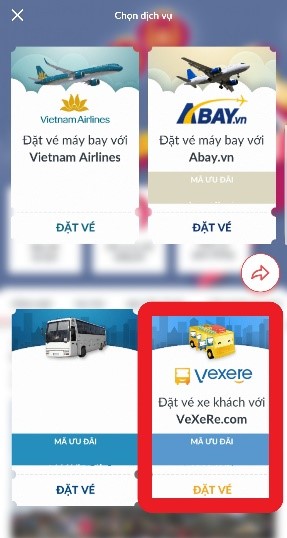 Chọn dịch vụ
Vietnam Airlines
ABAY.vn
Đặt vé máy bay với
Vietnam Airlines
Đặt vé máy bay với
Abay.vn
MÃ ƯU ĐÃI
ĐẶT VÉ
ĐẶT VÉ
vexere
Đặt vé xe khách với
VeXeRe.com
MÃ ƯU ĐÃI
MÃ ƯU ĐÃI
ĐẶT VÉ
ĐẶT VÉ